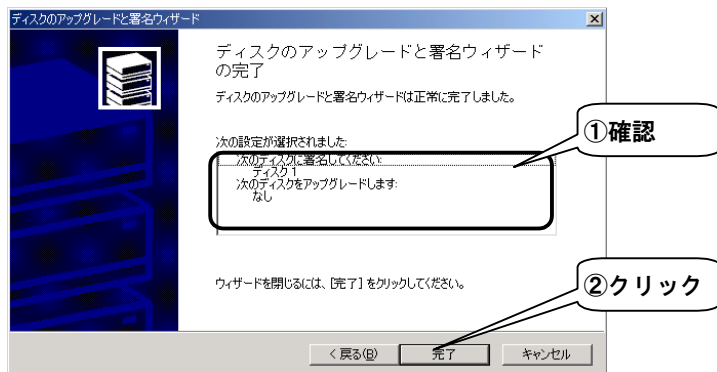 ディスクのアップグレードと署名ウィザード
ディスクのアップグレードと署名ウィザード
の完了
ディスクのアップグレードと署名ウィザードは正常に完了しました。
①確認
次の設定が選択されました:
次のディスクに署名してください:
ディスク 1
次のディスクをアップグレードします:
なし
ウィザードを閉じるには、[完了] をクリックしてください。
②クリック
< 戻る(B)
完了
キャンセル